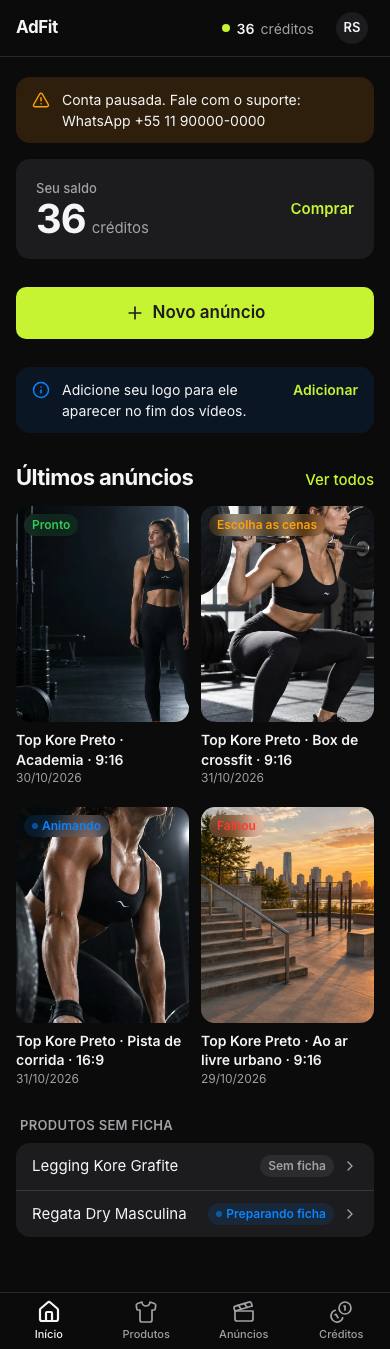 AdFit
36 créditos
RS
Conta pausada. Fale com o suporte:
WhatsApp +55 11 90000-0000
Seu saldo
36 créditos
Comprar
Novo anúncio
Adicione seu logo para ele
aparecer no fim dos vídeos.
Adicionar
Últimos anúncios
Ver todos
Pronto
Escolha as cenas
Top Kore Preto ·
Academia · 9:16
30/10/2026
Top Kore Preto · Box de
crossfit · 9:16
31/10/2026
Animando
Falhou
Top Kore Preto · Pista de
corrida · 16:9
31/10/2026
Top Kore Preto · Ao ar
livre urbano · 9:16
29/10/2026
PRODUTOS SEM FICHA
Legging Kore Grafite
Sem ficha
Regata Dry Masculina
Preparando ficha
Início
Produtos
Anúncios
Créditos